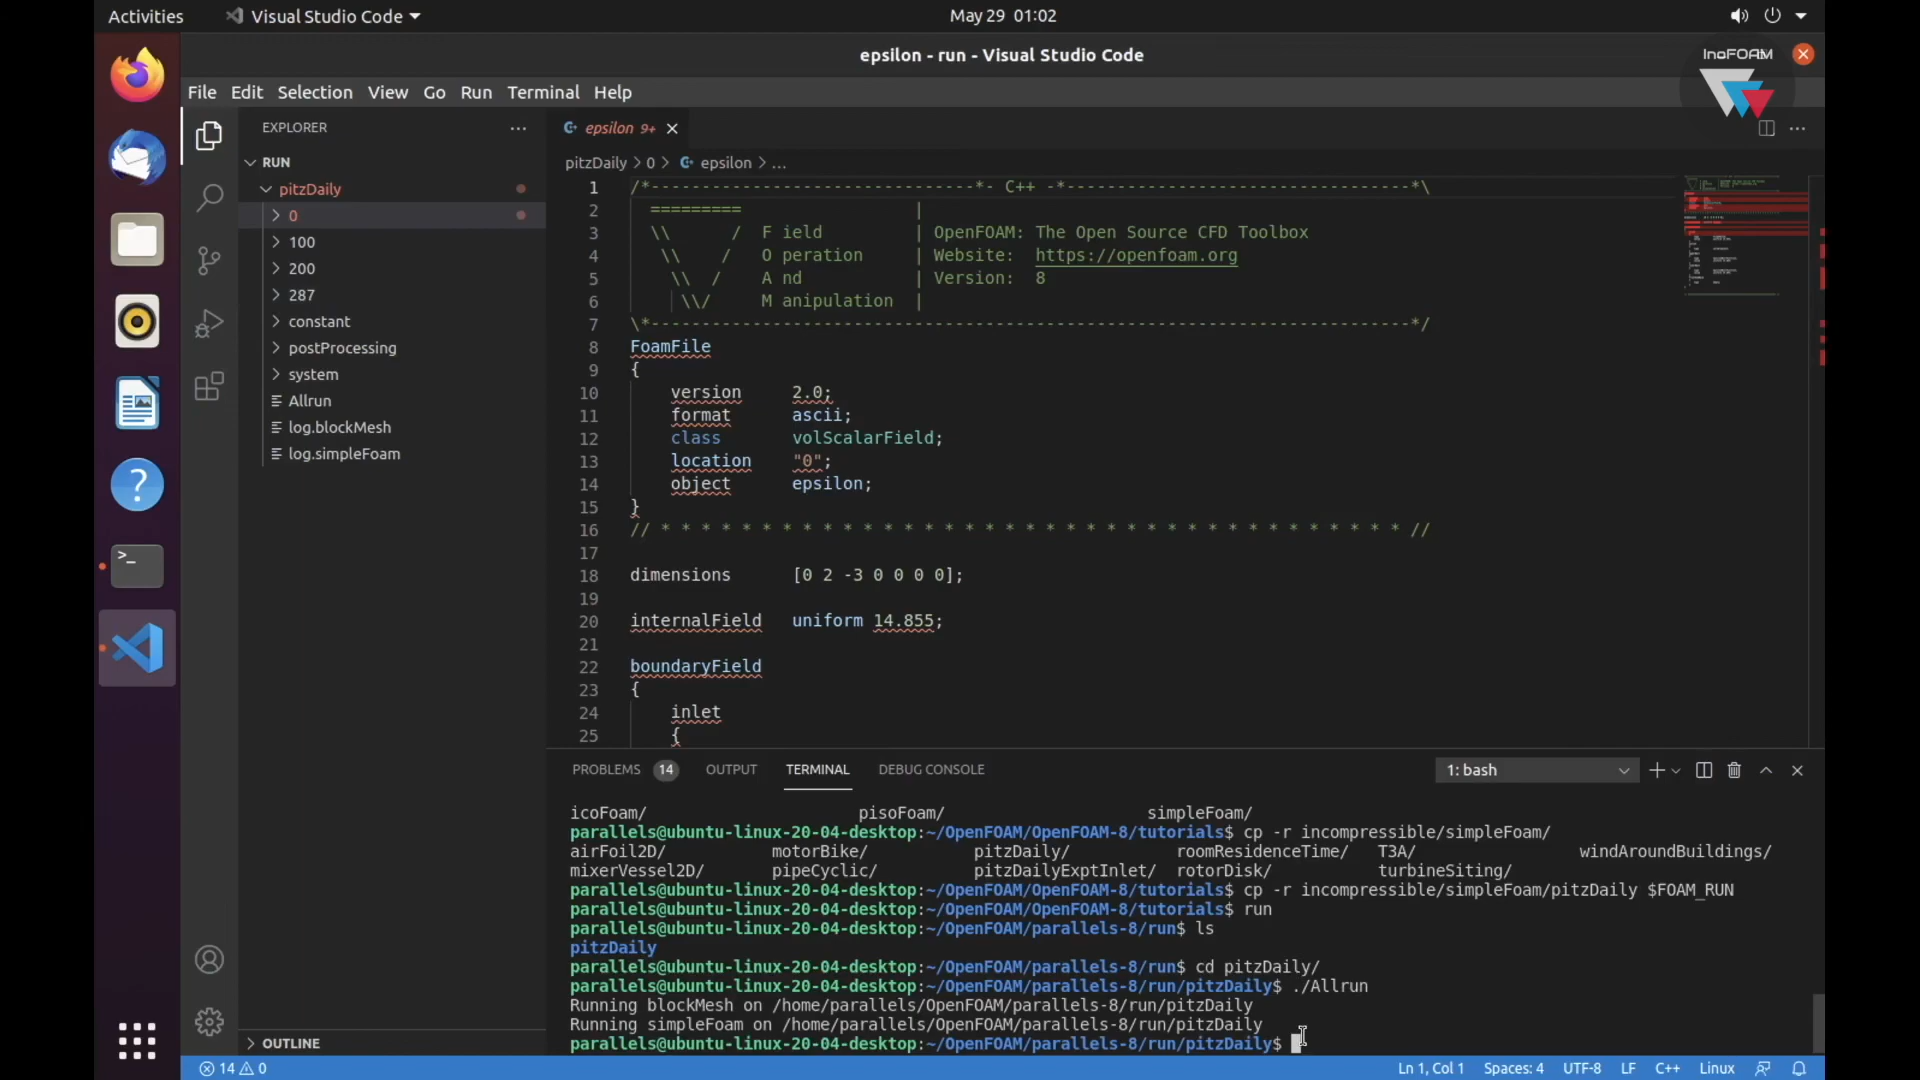 Activities
Visual Studio Code
May 29 01:02
epsilon - run - Visual Studio Code
InoFOAM
File Edit Selection View Go Run Terminal Help
EXPLORER
RUN
pitzDaily
0
100
200
287
constant
postProcessing
system
Allrun
log.blockMesh
log.simpleFoam
OUTLINE
epsilon 9+
pitzDaily > 0 > epsilon > ...
1 /*--------------------------------*- C++ -*----------------------------------*\
2   =========                 |
3   \\      /  F ield         | OpenFOAM: The Open Source CFD Toolbox
4    \\    /   O peration     | Website:  https://openfoam.org
5     \\  /    A nd           | Version:  8
6      \\/     M anipulation  |
7 \*---------------------------------------------------------------------------*/
8 FoamFile
9 {
10     version     2.0;
11     format      ascii;
12     class       volScalarField;
13     location    "0";
14     object      epsilon;
15 }
16 // * * * * * * * * * * * * * * * * * * * * * * * * * * * * * * * * * * * * * //
17
18 dimensions      [0 2 -3 0 0 0 0];
19
20 internalField   uniform 14.855;
21
22 boundaryField
23 {
24     inlet
25     {
PROBLEMS 14 OUTPUT TERMINAL DEBUG CONSOLE
1: bash
icoFoam/ pisoFoam/ simpleFoam/
parallels@ubuntu-linux-20-04-desktop:~/OpenFOAM/OpenFOAM-8/tutorials$ cp -r incompressible/simpleFoam/
airFoil2D/ motorBike/ pitzDaily/ roomResidenceTime/ T3A/ windAroundBuildings/
mixerVessel2D/ pipeCyclic/ pitzDailyExptInlet/ rotorDisk/ turbineSiting/
parallels@ubuntu-linux-20-04-desktop:~/OpenFOAM/OpenFOAM-8/tutorials$ cp -r incompressible/simpleFoam/pitzDaily $FOAM_RUN
parallels@ubuntu-linux-20-04-desktop:~/OpenFOAM/OpenFOAM-8/tutorials$ run
parallels@ubuntu-linux-20-04-desktop:~/OpenFOAM/parallels-8/run$ ls
pitzDaily
parallels@ubuntu-linux-20-04-desktop:~/OpenFOAM/parallels-8/run$ cd pitzDaily/
parallels@ubuntu-linux-20-04-desktop:~/OpenFOAM/parallels-8/run/pitzDaily$ ./Allrun
Running blockMesh on /home/parallels/OpenFOAM/parallels-8/run/pitzDaily
Running simpleFoam on /home/parallels/OpenFOAM/parallels-8/run/pitzDaily
parallels@ubuntu-linux-20-04-desktop:~/OpenFOAM/parallels-8/run/pitzDaily$
14 0
Ln 1, Col 1 Spaces: 4 UTF-8 LF C++ Linux